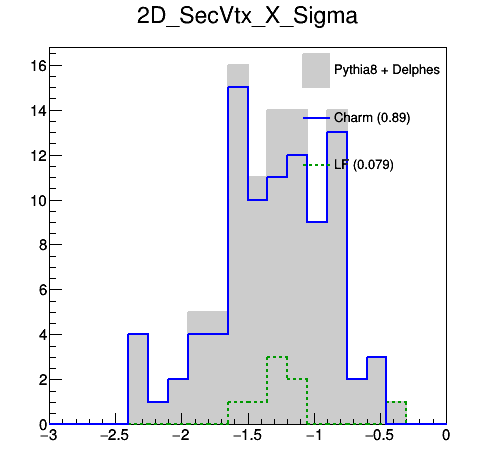 2D_SecVtx_X_Sigma
16
14
12
10
8
6
4
2
0
Pythia8 + Delphes
Charm (0.89)
LF (0.079)
−3 −2.5 −2 −1.5 −1 −0.5 0